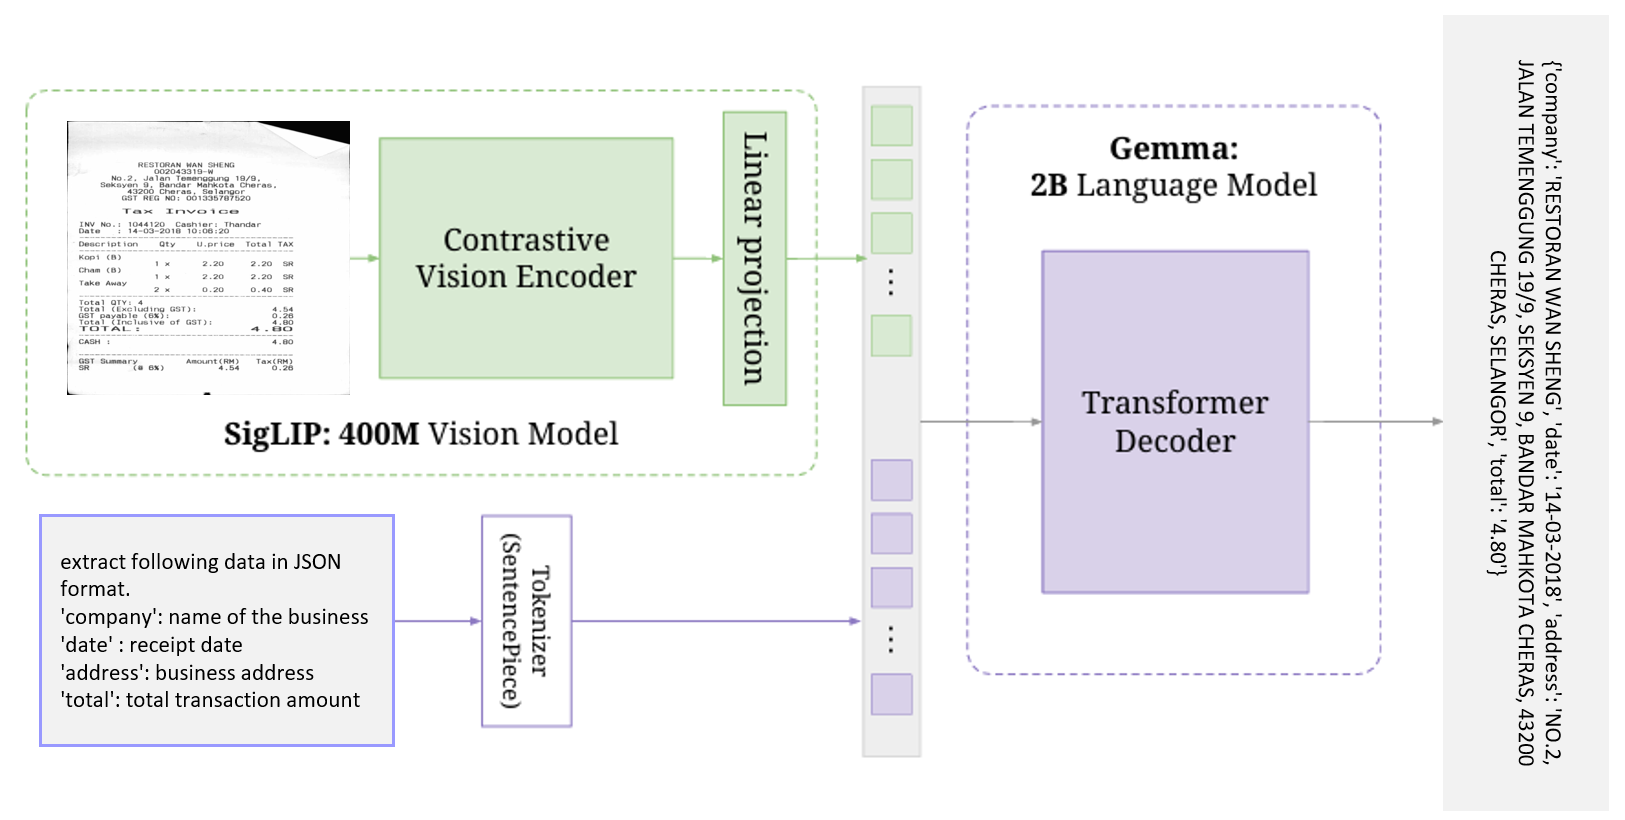 RESTORAN WAN SHENG
002043319-W
No.2, Jalan Temenggung 19/9,
Seksyen 9, Bandar Mahkota Cheras,
43200 Cheras, Selangor
GST REG NO: 001335787520
Tax Invoice
INV No.: 1044120 Cashier: Thandar
Date : 14-03-2018 10:06:20
Description Qty U.price Total TAX
Kopi (B)
1 x 2.20 2.20 SR
Cham (B)
1 x 2.20 2.20 SR
Take Away
2 x 0.20 0.40 SR
Total QTY: 4
Total (Excluding GST): 4.54
GST payable (6%): 0.26
Total (Inclusive of GST): 4.80
TOTAL : 4.80
CASH : 4.80
GST Summary Amount(RM) Tax(RM)
SR (@ 6%) 4.54 0.26
Contrastive
Vision Encoder
Linear projection
SigLIP: 400M Vision Model
extract following data in JSON
format.
'company': name of the business
'date' : receipt date
'address': business address
'total': total transaction amount
Tokenizer
(SentencePiece)
Gemma:
2B Language Model
Transformer
Decoder
{'company': 'RESTORAN WAN SHENG', 'date': '14-03-2018', 'address': 'NO.2,
JALAN TEMENGGUNG 19/9, SEKSYEN 9, BANDAR MAHKOTA CHERAS, 43200
CHERAS, SELANGOR', 'total': '4.80'}